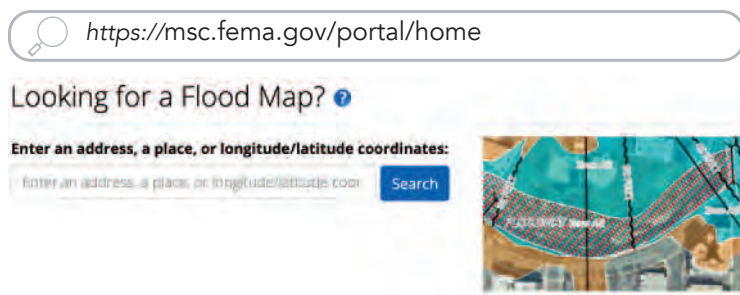 https://msc.fema.gov/portal/home
Looking for a Flood Map? ?
Enter an address, a place, or longitude/latitude coordinates:
Enter an address, a place, or longitude/latitude coor
Search